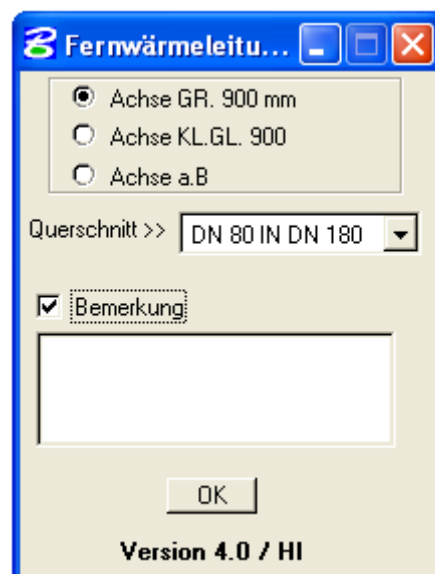 Fernwärmeleitu...
Achse GR. 900 mm
Achse KL.GL. 900
Achse a.B
Querschnitt >> DN 80 IN DN 180
Bemerkung
OK
Version 4.0 / HI